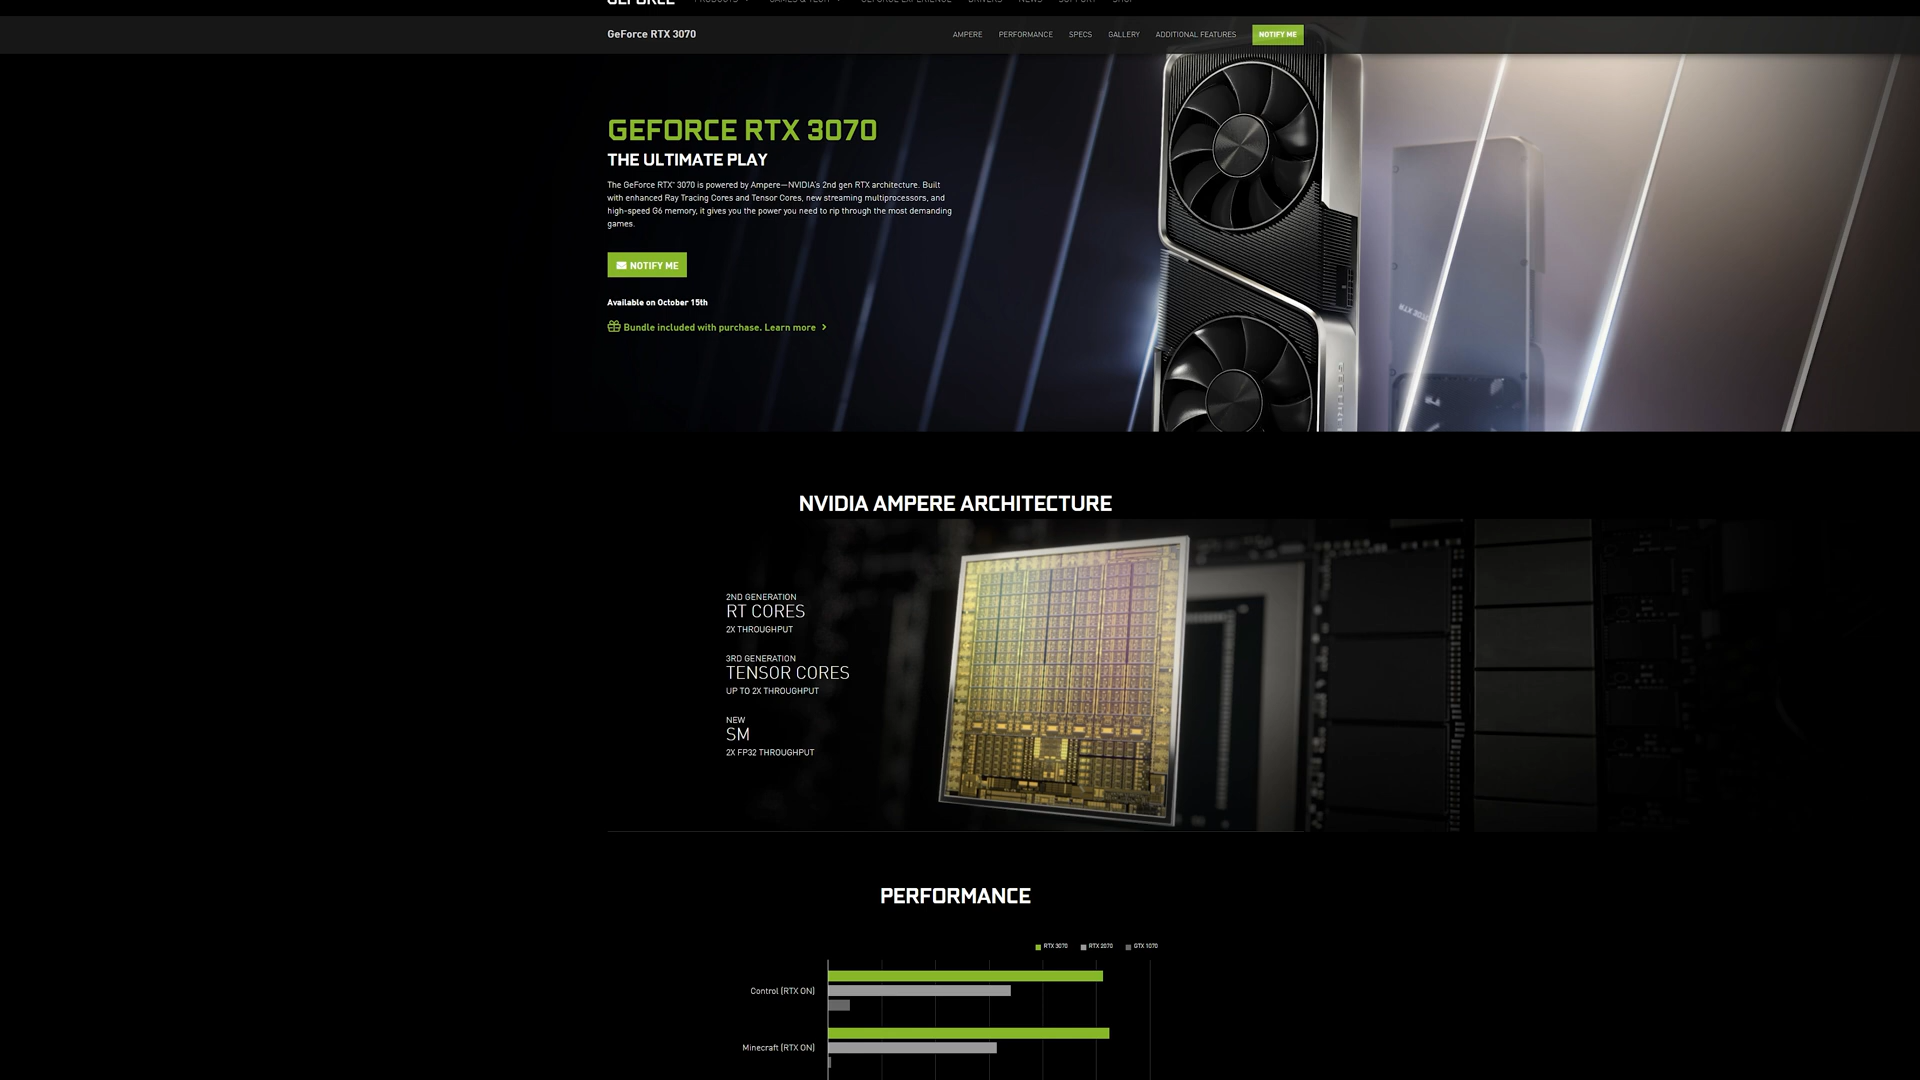 GEFORCE PRODUCTS GAMES & TECH GEFORCE EXPERIENCE DRIVERS NEWS SUPPORT SHOP
GeForce RTX 3070
AMPERE PERFORMANCE SPECS GALLERY ADDITIONAL FEATURES NOTIFY ME
GEFORCE RTX 3070
THE ULTIMATE PLAY
The GeForce RTX™ 3070 is powered by Ampere—NVIDIA's 2nd gen RTX architecture. Built
with enhanced Ray Tracing Cores and Tensor Cores, new streaming multiprocessors, and
high-speed G6 memory, it gives you the power you need to rip through the most demanding
games.
NOTIFY ME
Available on October 15th
Bundle included with purchase. Learn more
NVIDIA AMPERE ARCHITECTURE
2ND GENERATION
RT CORES
2X THROUGHPUT
3RD GENERATION
TENSOR CORES
UP TO 2X THROUGHPUT
NEW
SM
2X FP32 THROUGHPUT
PERFORMANCE
RTX 3070 RTX 2070 GTX 1070
Control (RTX ON)
Minecraft (RTX ON)